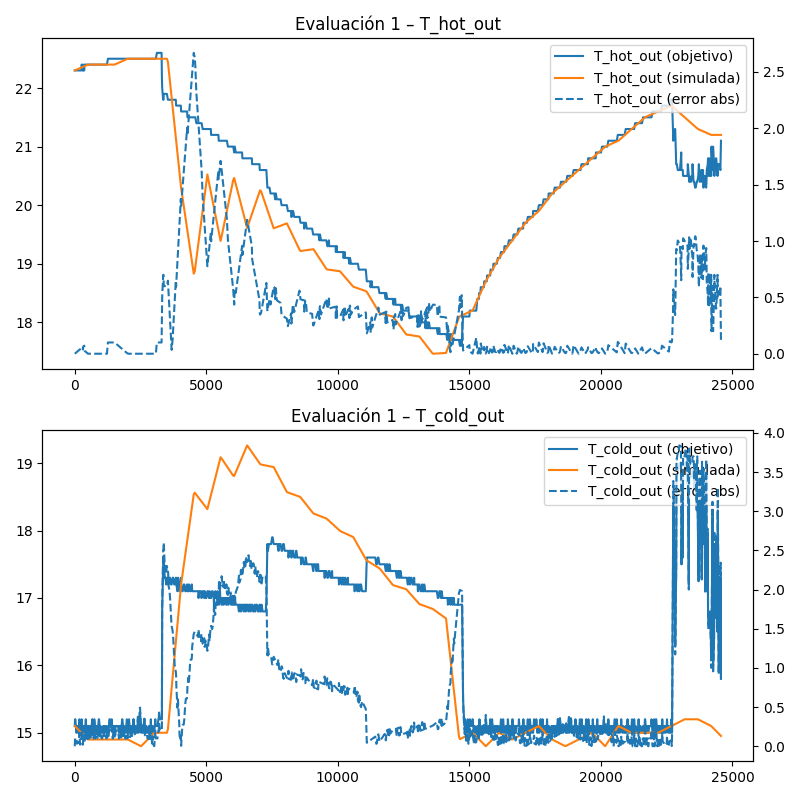 Evaluación 1 – T_hot_out
T_hot_out (objetivo)
T_hot_out (simulada)
T_hot_out (error abs)
22
21
20
19
18
2.5
2.0
1.5
1.0
0.5
0.0
0 5000 10000 15000 20000 25000
Evaluación 1 – T_cold_out
T_cold_out (objetivo)
T_cold_out (simulada)
T_cold_out (error abs)
19
18
17
16
15
4.0
3.5
3.0
2.5
2.0
1.5
1.0
0.5
0.0
0 5000 10000 15000 20000 25000